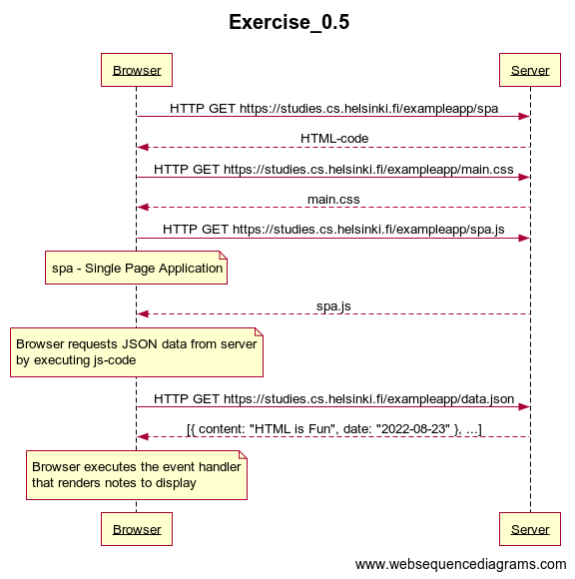 Exercise_0.5
Browser
Server
HTTP GET https://studies.cs.helsinki.fi/exampleapp/spa
HTML-code
HTTP GET https://studies.cs.helsinki.fi/exampleapp/main.css
main.css
HTTP GET https://studies.cs.helsinki.fi/exampleapp/spa.js
spa - Single Page Application
spa.js
Browser requests JSON data from server
by executing js-code
HTTP GET https://studies.cs.helsinki.fi/exampleapp/data.json
[{ content: "HTML is Fun", date: "2022-08-23" }, ...]
Browser executes the event handler
that renders notes to display
Browser
Server
www.websequencediagrams.com